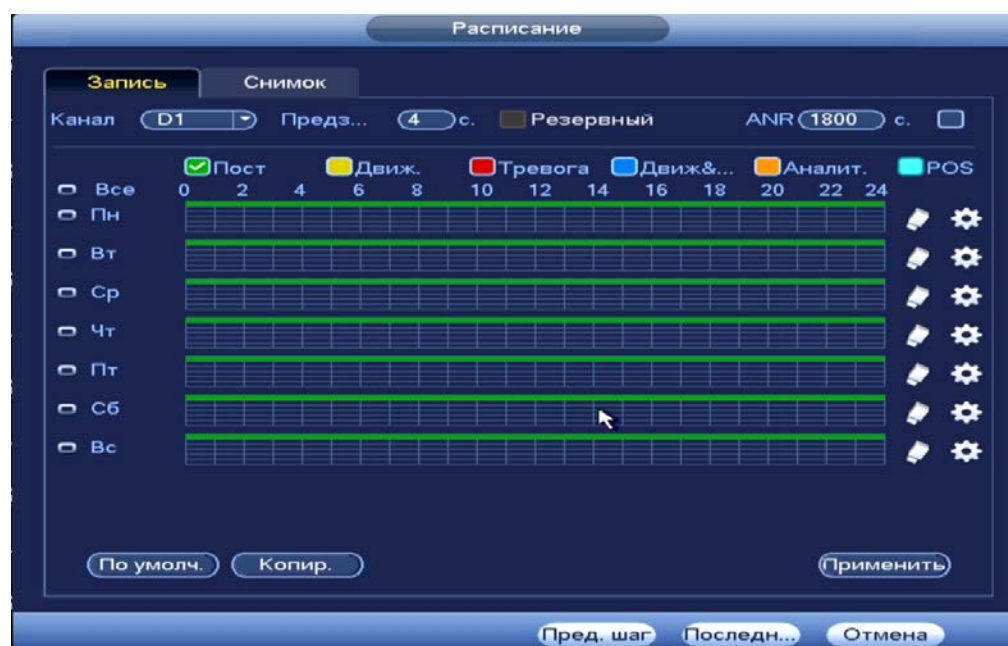 Расписание
Запись Снимок
Канал D1 Предз... 4 с. Резервный ANR 1800 с.
Пост Движ. Тревога Движ&... Аналит. POS
Все 0 2 4 6 8 10 12 14 16 18 20 22 24
Пн
Вт
Ср
Чт
Пт
Сб
Вс
По умолч. Копир. Применить
Пред. шаг Последн... Отмена